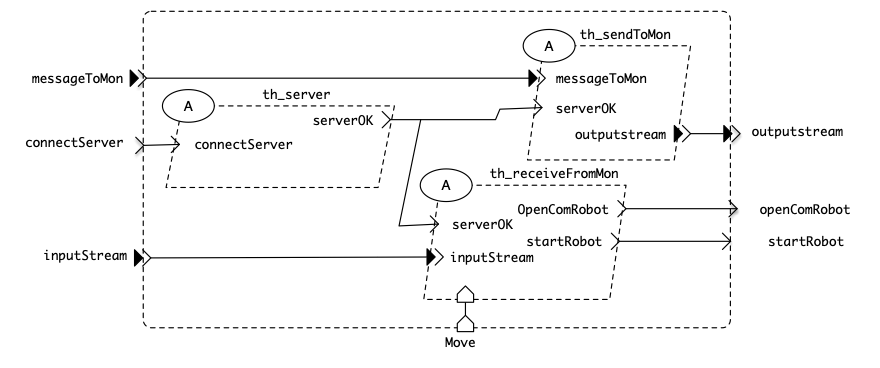 A
th_sendToMon
messageToMon
messageToMon
A
th_server
serverOK
serverOK
connectServer
connectServer
outputstream
outputstream
A
th_receiveFromMon
OpenComRobot
openComRobot
serverOK
startRobot
startRobot
inputStream
inputStream
Move